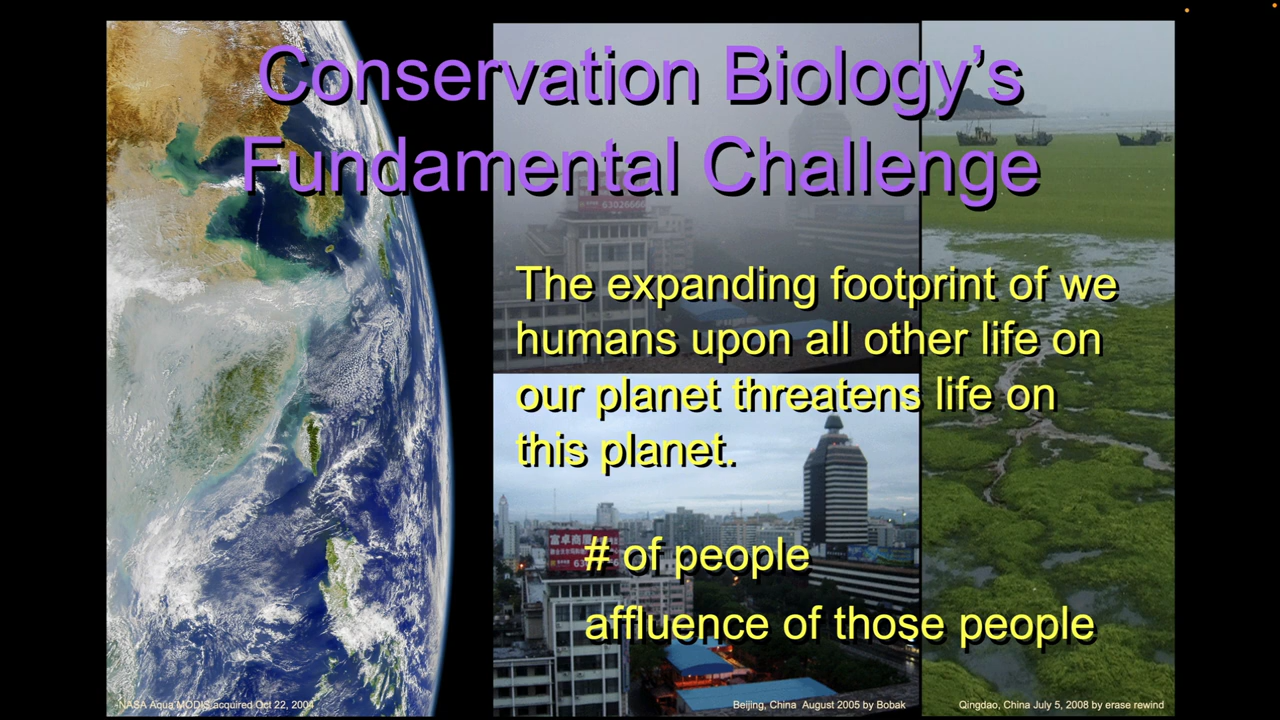 Conservation Biology’s
Fundamental Challenge
63026666
The expanding footprint of we
humans upon all other life on
our planet threatens life on
this planet.
# of people
affluence of those people
-NASA Aqua MODIS acquired Oct 22, 2004
Beijing, China August 2005 by Bobak
Qingdao, China July 5, 2008 by erase rewind